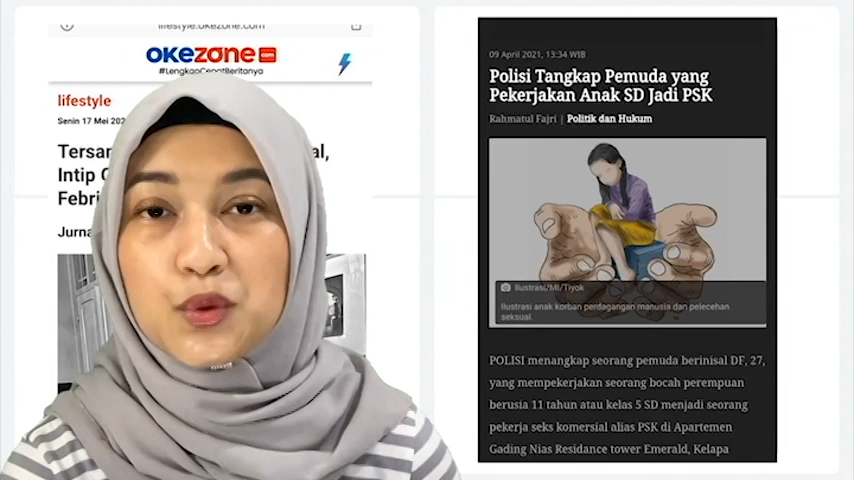 lifestyle.okezone.com
OKEZONE.com
#LengkapCepatBeritanya
lifestyle
Senin 17 Mei
Intip
Febri
Jurna
09 April 2021, 13:34 WIB
Polisi Tangkap Pemuda yang
Pekerjakan Anak SD Jadi PSK
Rahmatul Fajri | Politik dan Hukum
Ilustrasi/MI/Tiyok
Ilustrasi anak korban perdagangan manusia dan pelecehan
seksual
POLISI menangkap seorang pemuda berinisal DF, 27,
yang mempekerjakan seorang bocah perempuan
berusia 11 tahun atau kelas 5 SD menjadi seorang
pekerja seks komersial alias PSK di Apartemen
Gading Nias Residance tower Emerald, Kelapa